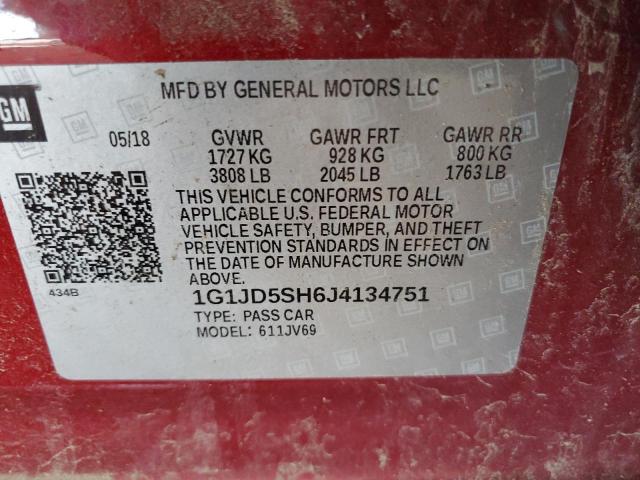 GM
MFD BY GENERAL MOTORS LLC
05/18 GVWR GAWR FRT GAWR RR
1727 KG 928 KG 800 KG
3808 LB 2045 LB 1763 LB
THIS VEHICLE CONFORMS TO ALL
APPLICABLE U.S. FEDERAL MOTOR
VEHICLE SAFETY, BUMPER, AND THEFT
PREVENTION STANDARDS IN EFFECT ON
THE DATE OF MANUFACTURE SHOWN
ABOVE.
434B
1G1JD5SH6J4134751
TYPE: PASS CAR
MODEL: 611JV69